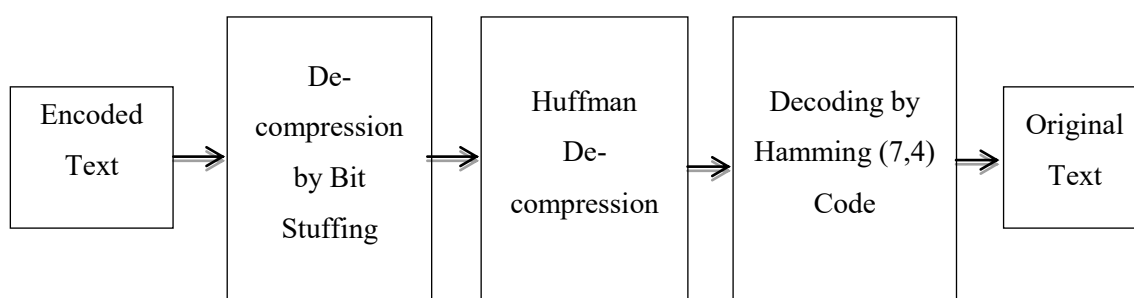 Encoded
Text
De-
compression
by Bit
Stuffing
Huffman
De-
compression
Decoding by
Hamming (7,4)
Code
Original
Text